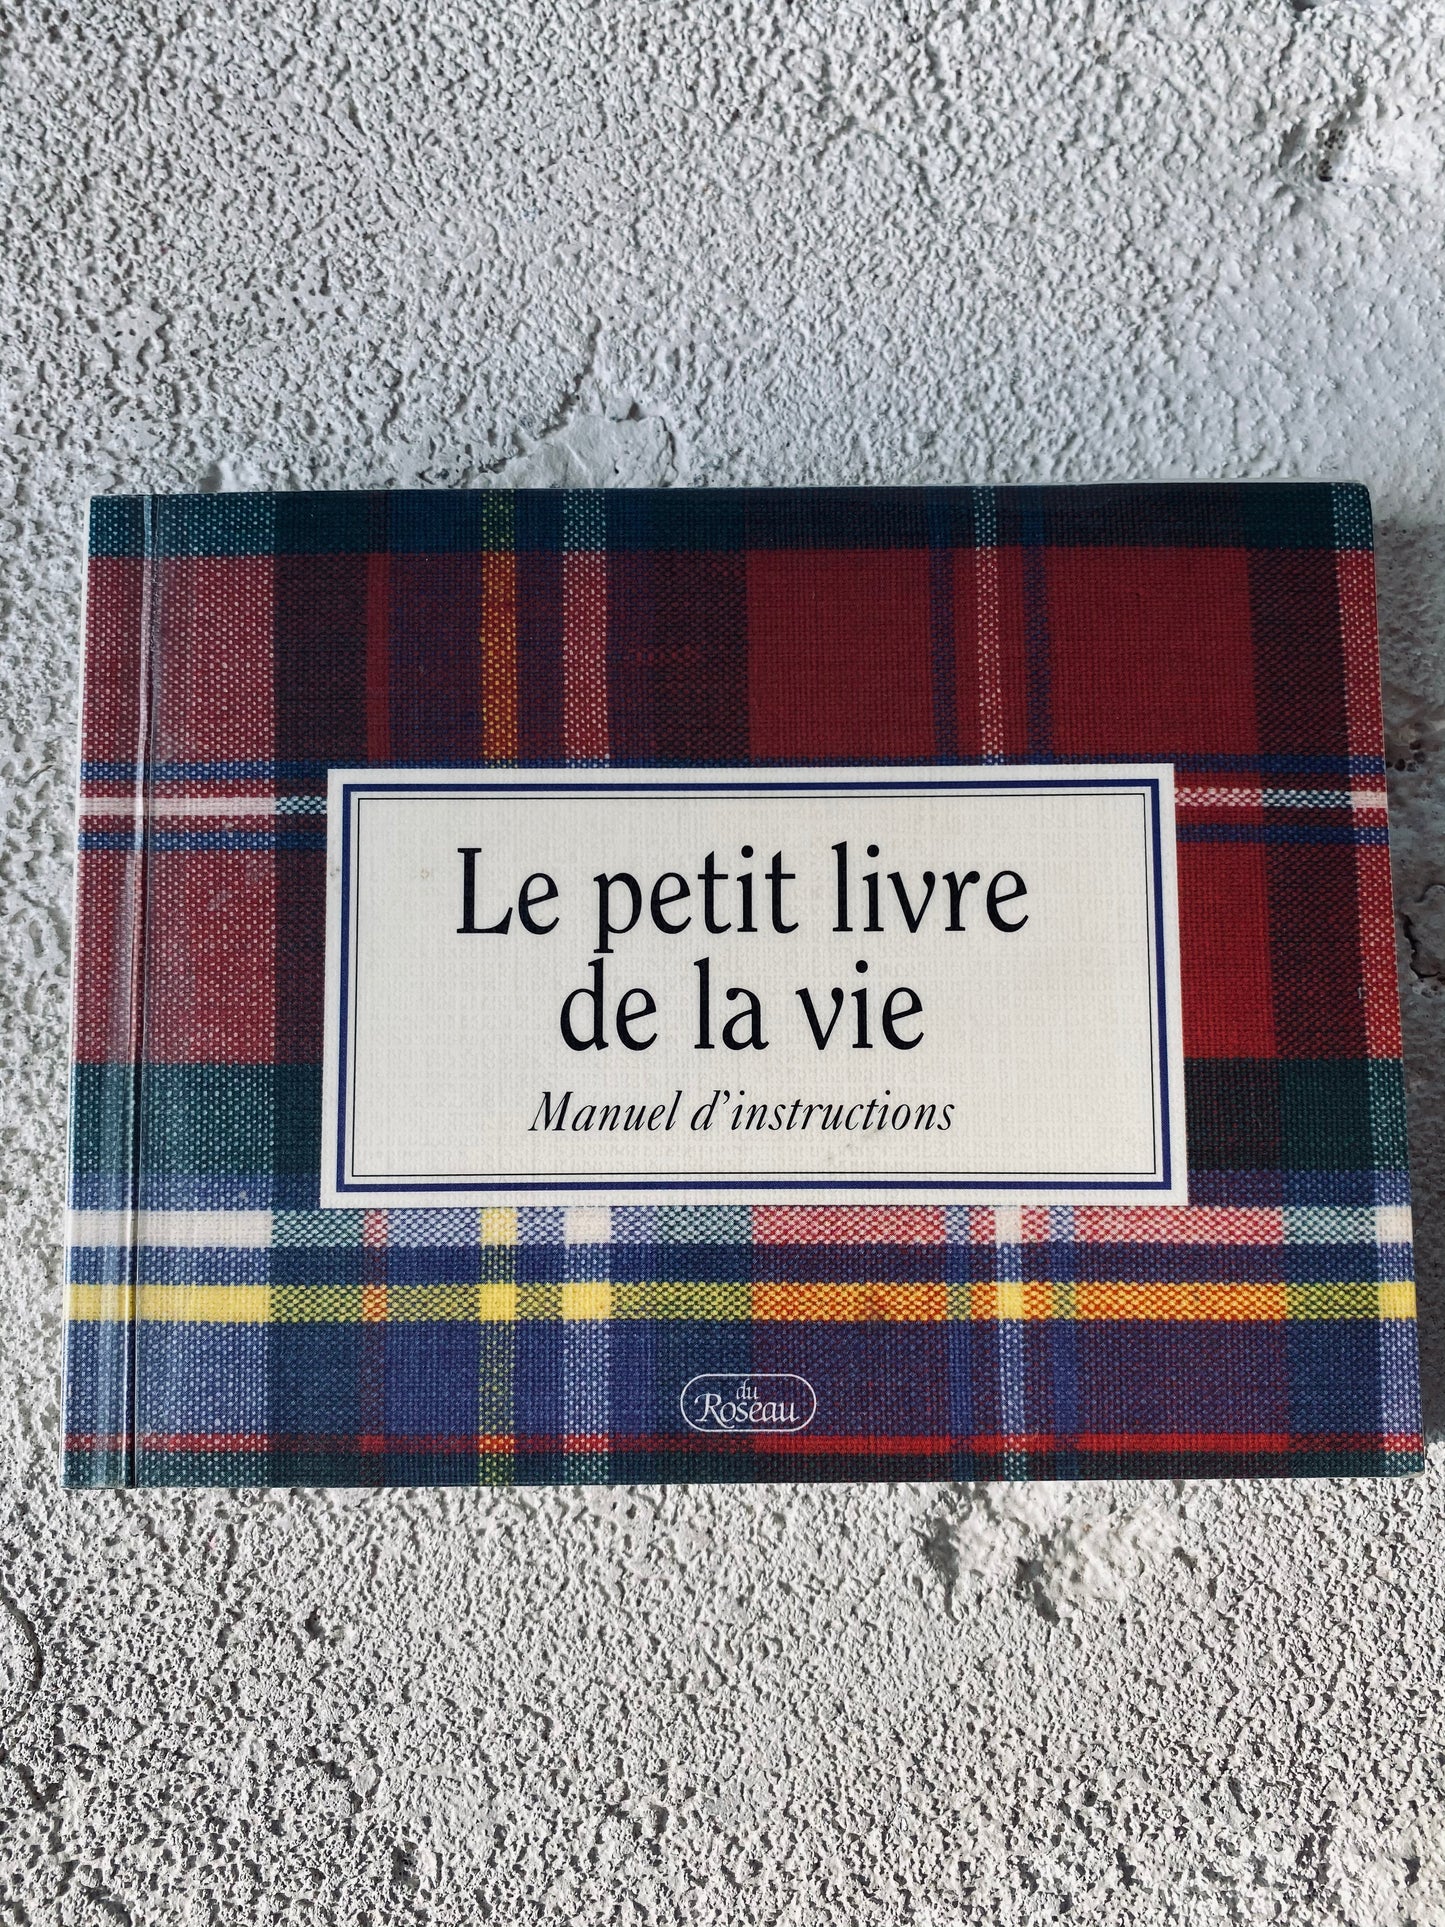 Le petit livre
de la vie
Manuel d'instructions
du
Roseau